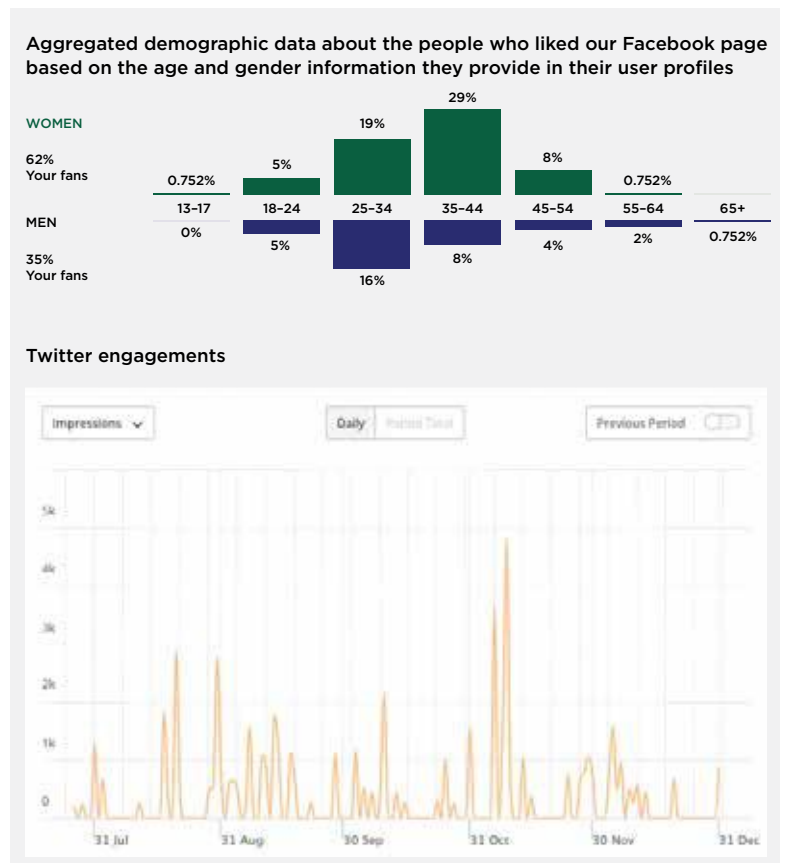 Aggregated demographic data about the people who liked our Facebook page
based on the age and gender information they provide in their user profiles
WOMEN
62%
Your fans
0.752%
5%
19%
29%
8%
0.752%
13–17
18–24
25–34
35–44
45–54
55–64
65+
MEN
35%
Your fans
0%
5%
16%
8%
4%
2%
0.752%
Twitter engagements
Impressions
Daily
Period Total
Previous Period
5k
4k
3k
2k
1k
0
31 Jul
31 Aug
30 Sep
31 Oct
30 Nov
31 Dec